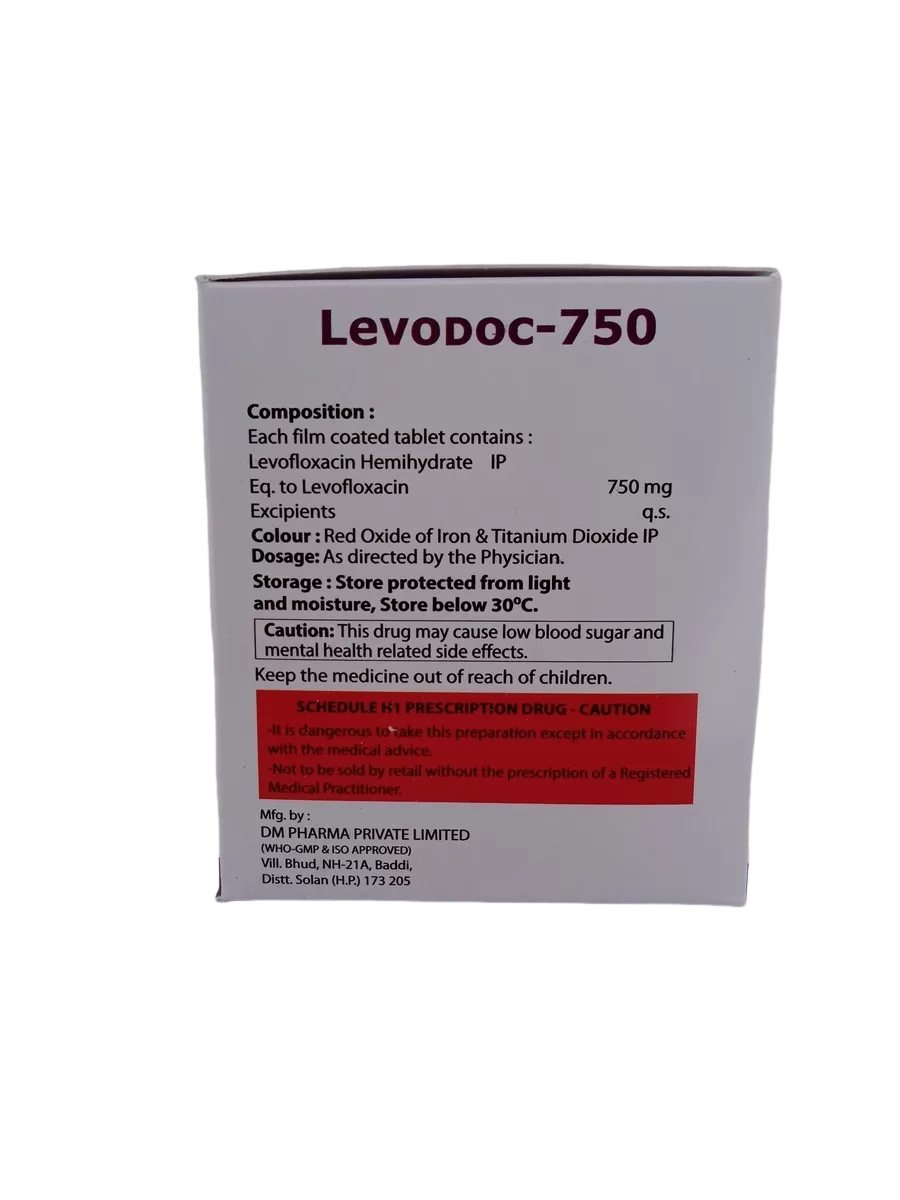 LevoDoc-750
Composition :
Each film coated tablet contains :
Levofloxacin Hemihydrate IP
Eq. to Levofloxacin 750 mg
Excipients q.s.
Colour : Red Oxide of Iron & Titanium Dioxide IP
Dosage: As directed by the Physician.
Storage : Store protected from light
and moisture, Store below 30ºC.
Caution: This drug may cause low blood sugar and
mental health related side effects.
Keep the medicine out of reach of children.
SCHEDULE H1 PRESCRIPTION DRUG - CAUTION
-It is dangerous to take this preparation except in accordance
with the medical advice.
-Not to be sold by retail without the prescription of a Registered
Medical Practitioner.
Mfg. by :
DM PHARMA PRIVATE LIMITED
(WHO-GMP & ISO APPROVED)
Vill. Bhud, NH-21A, Baddi,
Distt. Solan (H.P.) 173 205